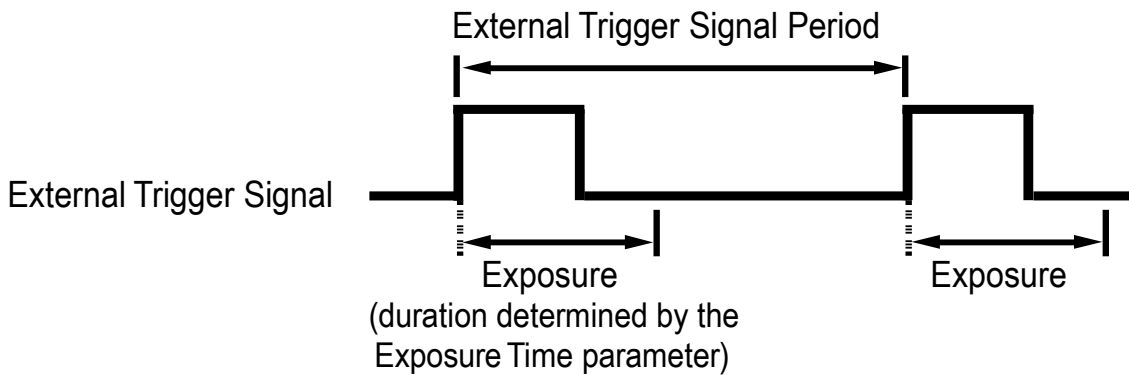 External Trigger Signal Period
External Trigger Signal
Exposure
(duration determined by the
Exposure Time parameter)
Exposure